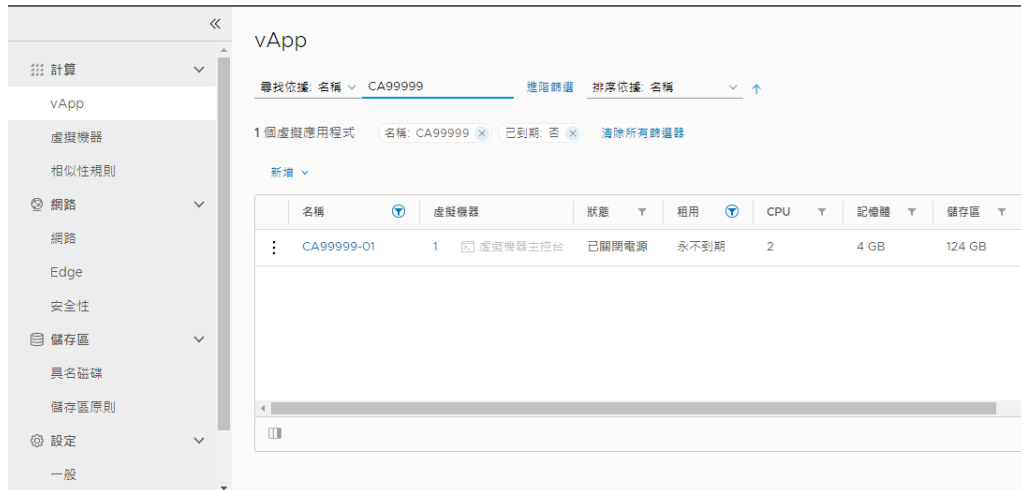 vApp
計算
vApp
虛擬機器
相似性規則
網路
網路
Edge
安全性
儲存區
具名磁碟
儲存區原則
設定
一般
尋找依據: 名稱 CA99999 進階篩選 排序依據: 名稱
1 個虛擬應用程式 名稱: CA99999 已到期: 否 清除所有篩選器
新增
名稱 虛擬機器 狀態 租用 CPU 記憶體 儲存區
CA99999-01 1 虛擬機器主控台 已關閉電源 永不到期 2 4 GB 124 GB